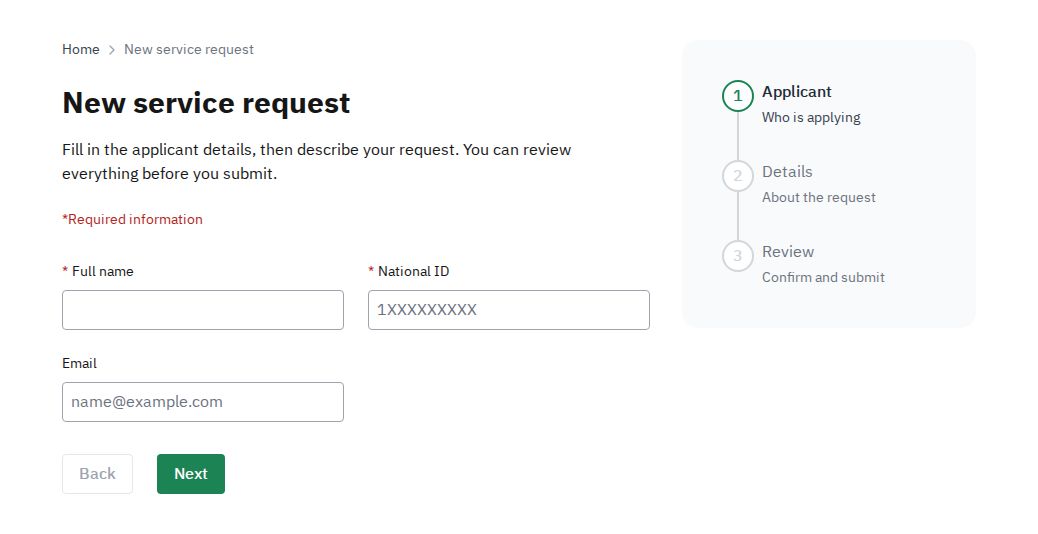 Home
New service request
New service request
Fill in the applicant details, then describe your request. You can review
everything before you submit.
*Required information
* Full name
* National ID
1XXXXXXXXX
Email
name@example.com
Back
Next
1
Applicant
Who is applying
2
Details
About the request
3
Review
Confirm and submit